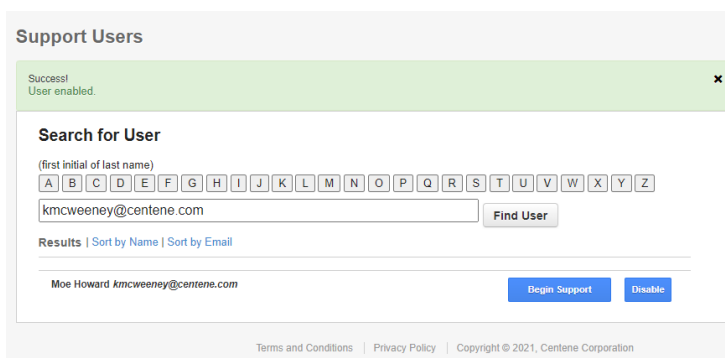 Support Users
Success!
User enabled.
×
Search for User
(first initial of last name)
A B C D E F G H I J K L M N O P Q R S T U V W X Y Z
kmcweeney@centene.com Find User
Results | Sort by Name | Sort by Email
Moe Howard kmcweeney@centene.com Begin Support Disable
Terms and Conditions | Privacy Policy | Copyright © 2021, Centene Corporation